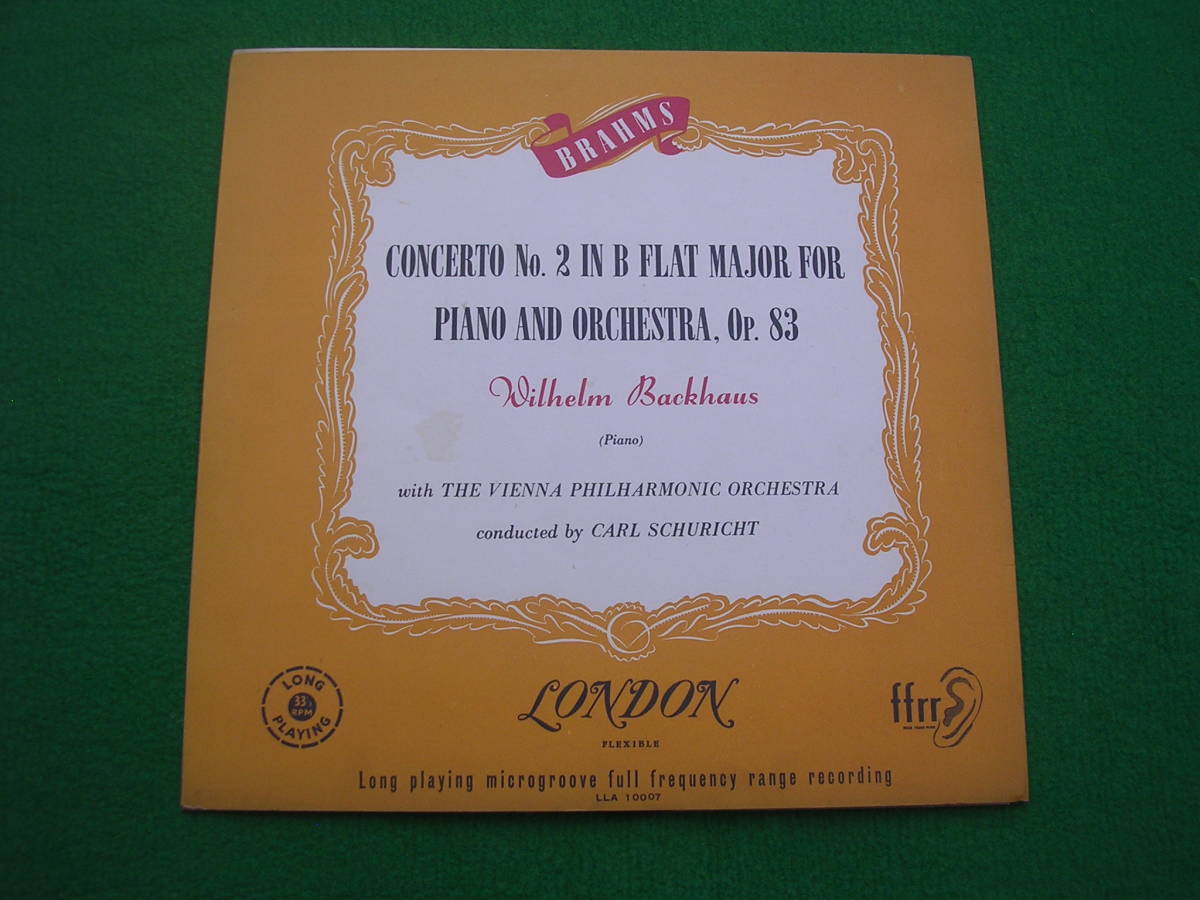 BRAHMS
CONCERTO No. 2 IN B FLAT MAJOR FOR
PIANO AND ORCHESTRA, Op. 83
Wilhelm Backhaus
(Piano)
with THE VIENNA PHILHARMONIC ORCHESTRA
conducted by CARL SCHURICHT
LONG
33⅓
RPM
PLAYING
LONDON
FLEXIBLE
ffrr
Long playing microgroove full frequency range recording
LLA 10007